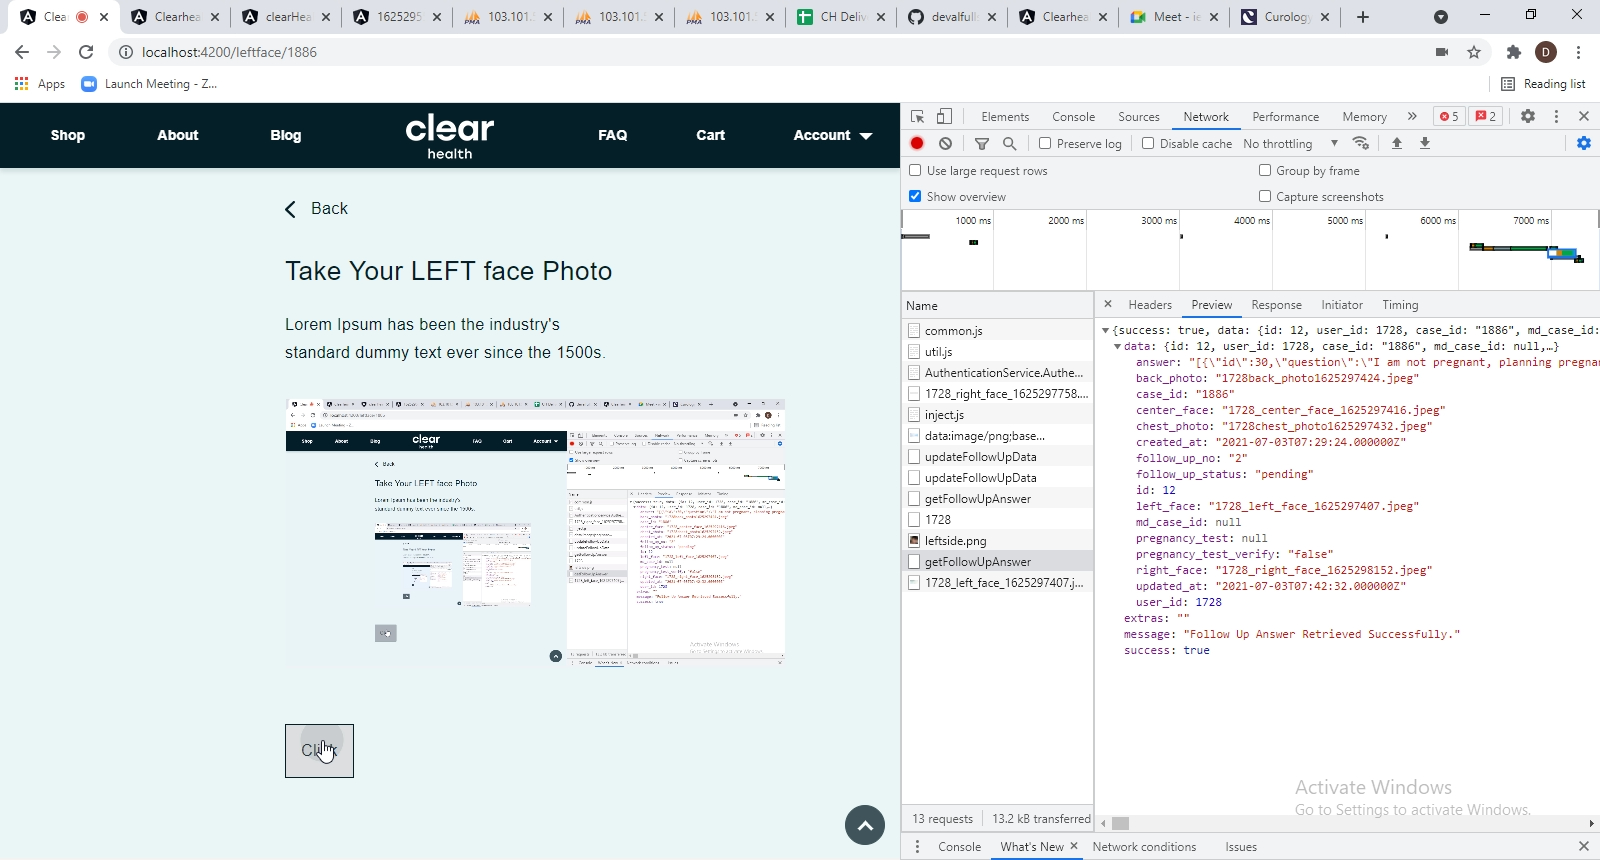 Clea
Clearhea
clearHea
1625295
103.101.
103.101.
103.101.
CH Deliv
devalfull
Clearhea
Meet - ie
Curology
localhost:4200/leftface/1886
D
Apps
Launch Meeting - Z...
Reading list
Shop
About
Blog
clear
health
FAQ
Cart
Account
Back
Take Your LEFT face Photo
Lorem Ipsum has been the industry's
standard dummy text ever since the 1500s.
Click
Elements
Console
Sources
Network
Performance
Memory
5
2
Preserve log
Disable cache
No throttling
Use large request rows
Group by frame
Show overview
Capture screenshots
1000 ms
2000 ms
3000 ms
4000 ms
5000 ms
6000 ms
7000 ms
Name
common.js
util.js
AuthenticationService.Authe...
1728_right_face_1625297758....
inject.js
data:image/png;base...
updateFollowUpData
updateFollowUpData
getFollowUpAnswer
1728
leftside.png
getFollowUpAnswer
1728_left_face_1625297407.j...
13 requests
13.2 kB transferred
Headers
Preview
Response
Initiator
Timing
{success: true, data: {id: 12, user_id: 1728, case_id: "1886", md_case_id:
data: {id: 12, user_id: 1728, case_id: "1886", md_case_id: null,…}
answer: "[{\"id\":30,\"question\":\"I am not pregnant, planning pregna
back_photo: "1728back_photo1625297424.jpeg"
case_id: "1886"
center_face: "1728_center_face_1625297416.jpeg"
chest_photo: "1728chest_photo1625297432.jpeg"
created_at: "2021-07-03T07:29:24.000000Z"
follow_up_no: "2"
follow_up_status: "pending"
id: 12
left_face: "1728_left_face_1625297407.jpeg"
md_case_id: null
pregnancy_test: null
pregnancy_test_verify: "false"
right_face: "1728_right_face_1625298152.jpeg"
updated_at: "2021-07-03T07:42:32.000000Z"
user_id: 1728
extras: ""
message: "Follow Up Answer Retrieved Successfully."
success: true
Activate Windows
Go to Settings to activate Windows.
Console
What's New
Network conditions
Issues